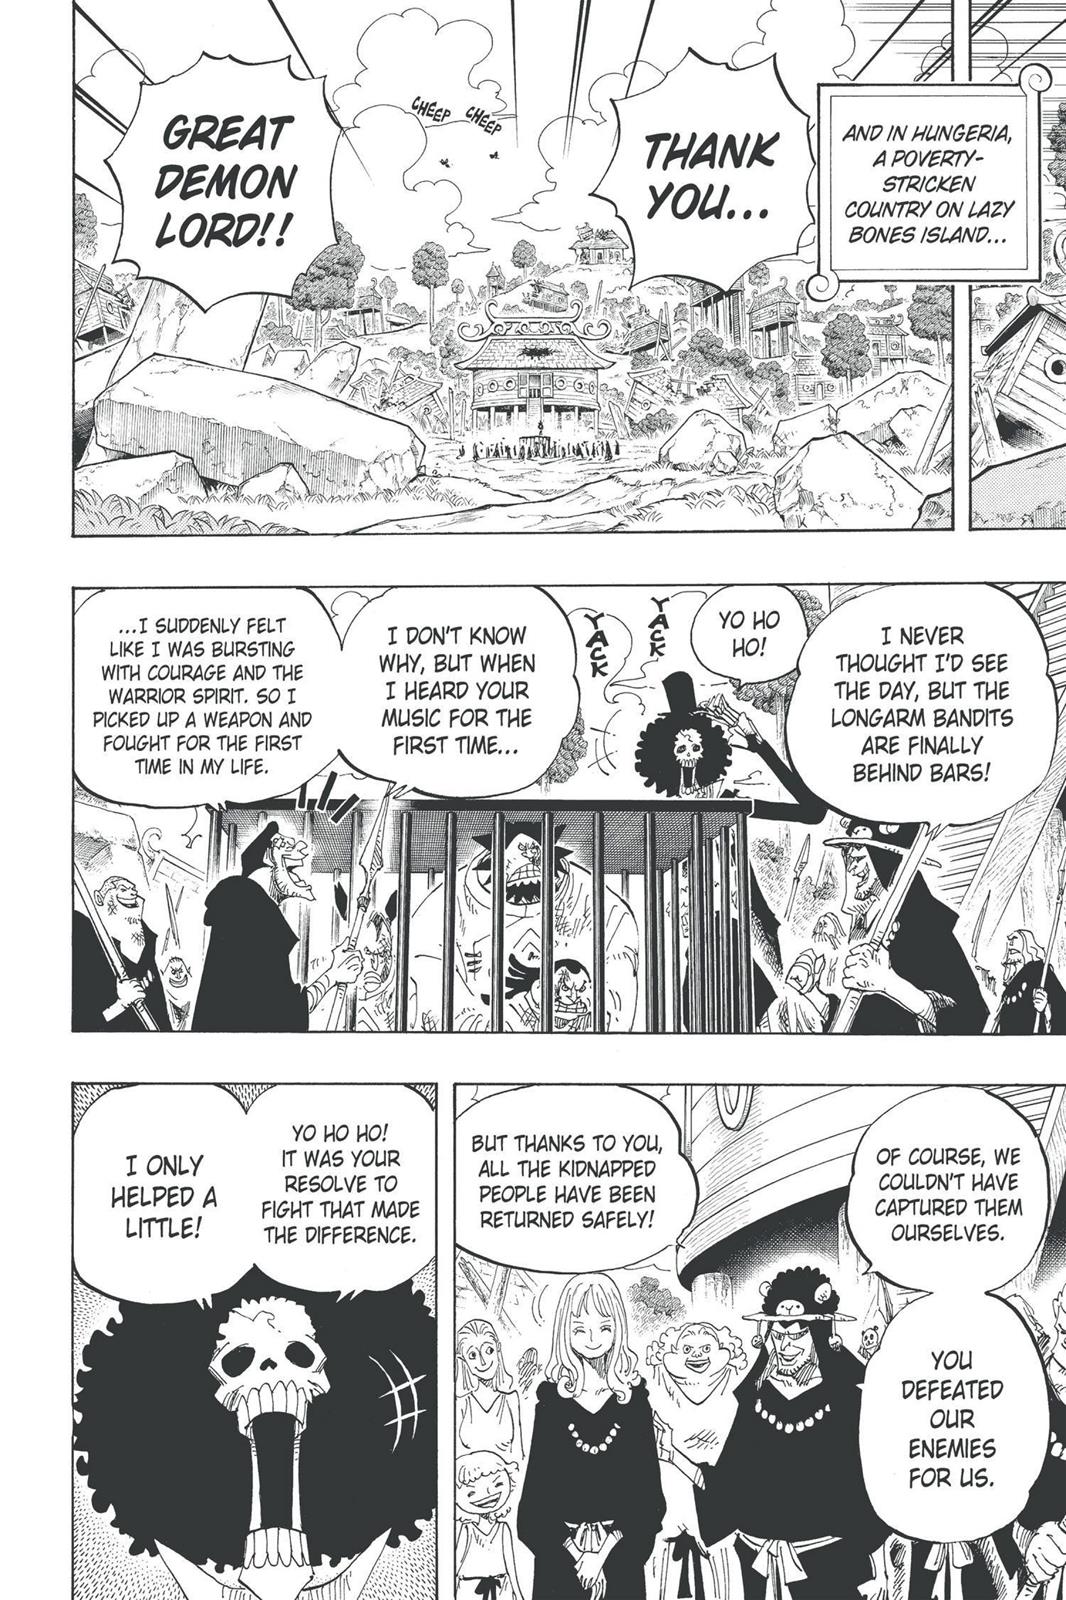 AND IN HUNGERIA,
A POVERTY-
STRICKEN
COUNTRY ON LAZY
BONES ISLAND...
THANK
YOU...
CHEEP CHEEP
GREAT
DEMON
LORD!!
I NEVER
THOUGHT I'D SEE
THE DAY, BUT THE
LONGARM BANDITS
ARE FINALLY
BEHIND BARS!
YO HO
HO!
YACK
YACK
I DON'T KNOW
WHY, BUT WHEN
I HEARD YOUR
MUSIC FOR THE
FIRST TIME...
...I SUDDENLY FELT
LIKE I WAS BURSTING
WITH COURAGE AND THE
WARRIOR SPIRIT. SO I
PICKED UP A WEAPON AND
FOUGHT FOR THE FIRST
TIME IN MY LIFE.
OF COURSE, WE
COULDN'T HAVE
CAPTURED THEM
OURSELVES.
YOU
DEFEATED
OUR
ENEMIES
FOR US.
BUT THANKS TO YOU,
ALL THE KIDNAPPED
PEOPLE HAVE BEEN
RETURNED SAFELY!
YO HO HO!
IT WAS YOUR
RESOLVE TO
FIGHT THAT MADE
THE DIFFERENCE.
I ONLY
HELPED A
LITTLE!